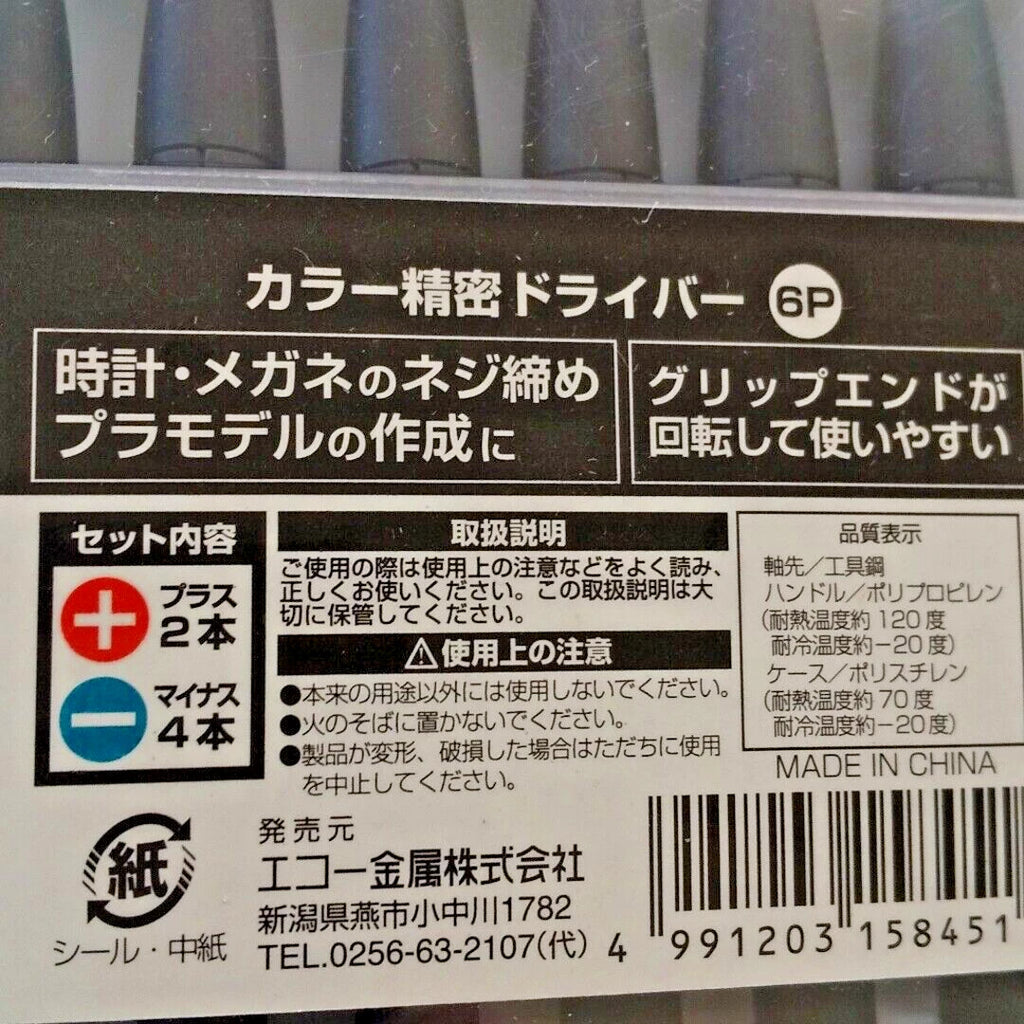 カラー精密ドライバー 6P
時計・メガネのネジ締め
プラモデルの作成に
グリップエンドが
回転して使いやすい
セット内容
プラス
2本
マイナス
4本
取扱説明
ご使用の際は使用上の注意などをよく読み、
正しくお使いください。この取扱説明は大
切に保管してください。
使用上の注意
●本来の用途以外には使用しないでください。
●火のそばに置かないでください。
●製品が変形、破損した場合はただちに使用
を中止してください。
品質表示
軸先／工具鋼
ハンドル／ポリプロピレン
(耐熱温度約120度
耐冷温度約−20度)
ケース／ポリスチレン
(耐熱温度約70度
耐冷温度約−20度)
MADE IN CHINA
紙
シール・中紙
発売元
エコー金属株式会社
新潟県燕市小中川1782
TEL.0256-63-2107(代)
4 991203 158451